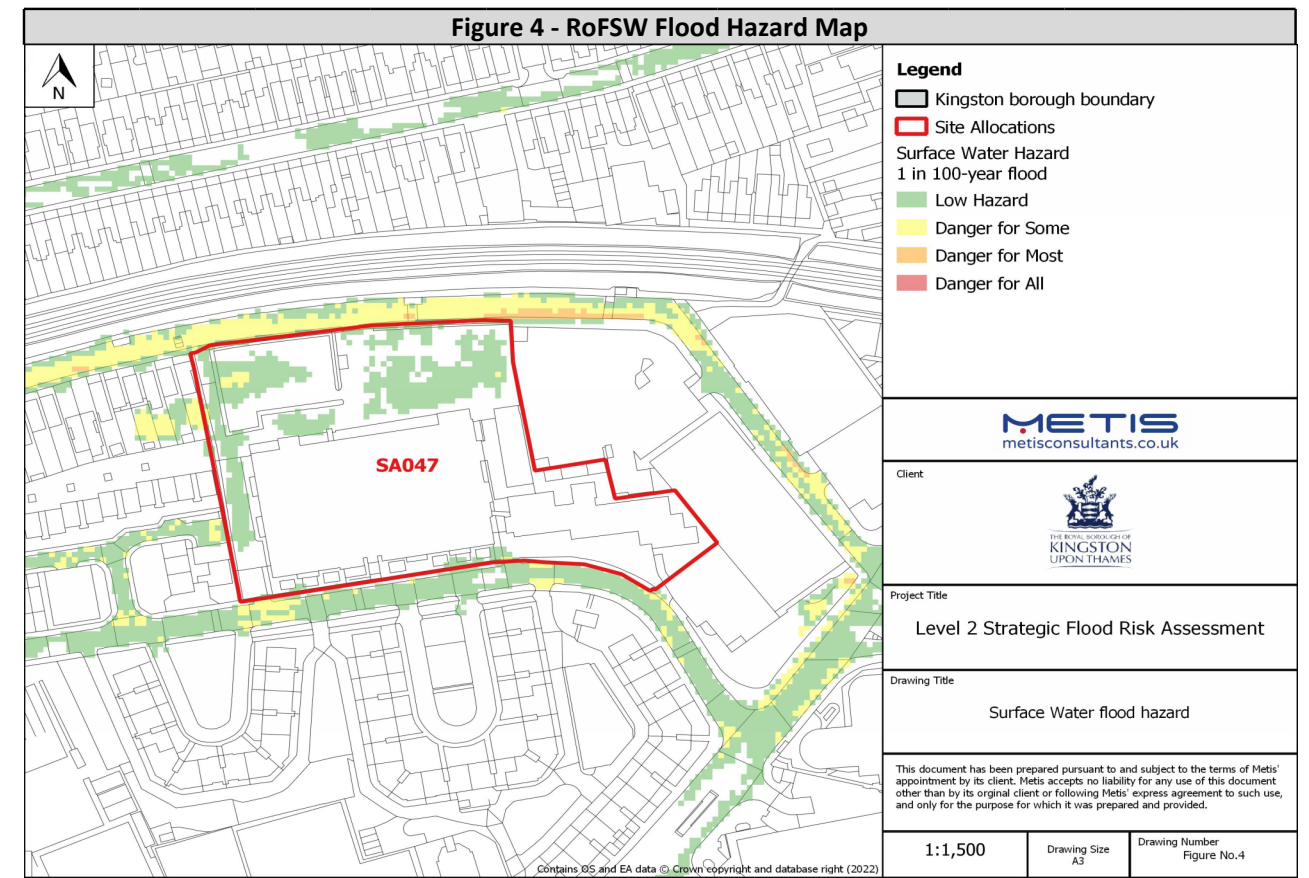 Figure 4 - RoFSW Flood Hazard Map
N
SA047
Contains OS and EA data © Crown copyright and database right (2022)
Legend
Kingston borough boundary
Site Allocations
Surface Water Hazard
1 in 100-year flood
Low Hazard
Danger for Some
Danger for Most
Danger for All
METIS
metisconsultants.co.uk
Client
THE ROYAL BOROUGH OF
KINGSTON
UPON THAMES
Project Title
Level 2 Strategic Flood Risk Assessment
Drawing Title
Surface Water flood hazard
This document has been prepared pursuant to and subject to the terms of Metis'
appointment by its client. Metis accepts no liability for any use of this document
other than by its orginal client or following Metis' express agreement to such use,
and only for the purpose for which it was prepared and provided.
1:1,500
Drawing Size
A3
Drawing Number
Figure No.4